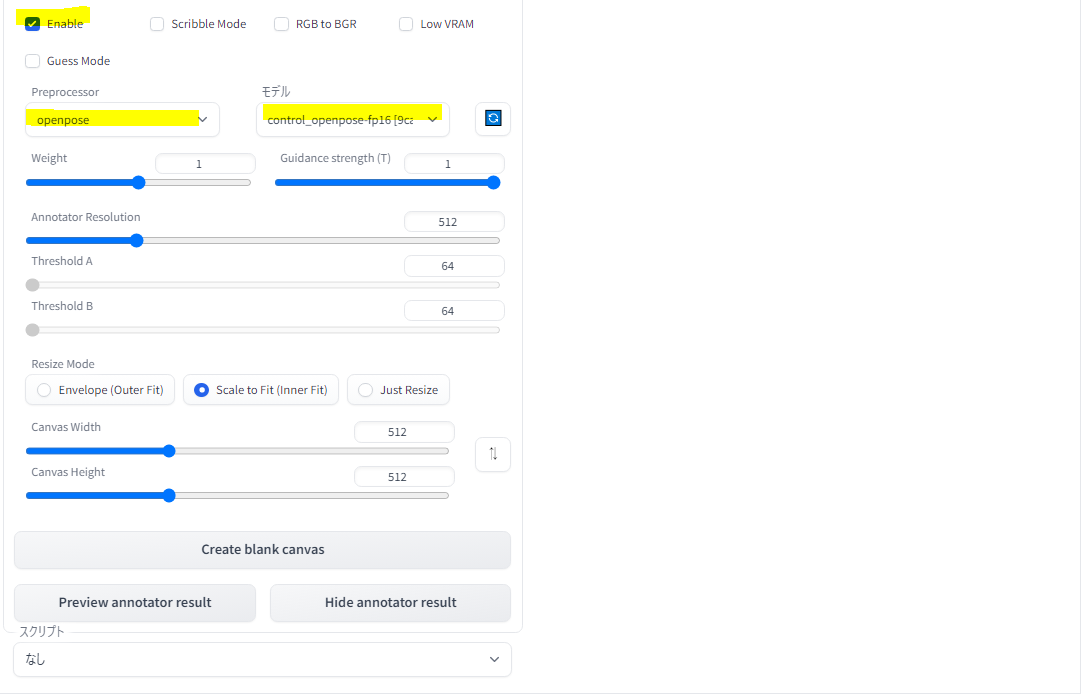 Enable Scribble Mode RGB to BGR Low VRAM
Guess Mode
Preprocessor モデル
openpose control_openpose-fp16 [9ca
Weight 1 Guidance strength (T) 1
Annotator Resolution 512
Threshold A 64
Threshold B 64
Resize Mode
Envelope (Outer Fit) Scale to Fit (Inner Fit) Just Resize
Canvas Width 512
Canvas Height 512
Create blank canvas
Preview annotator result Hide annotator result
スクリプト
なし